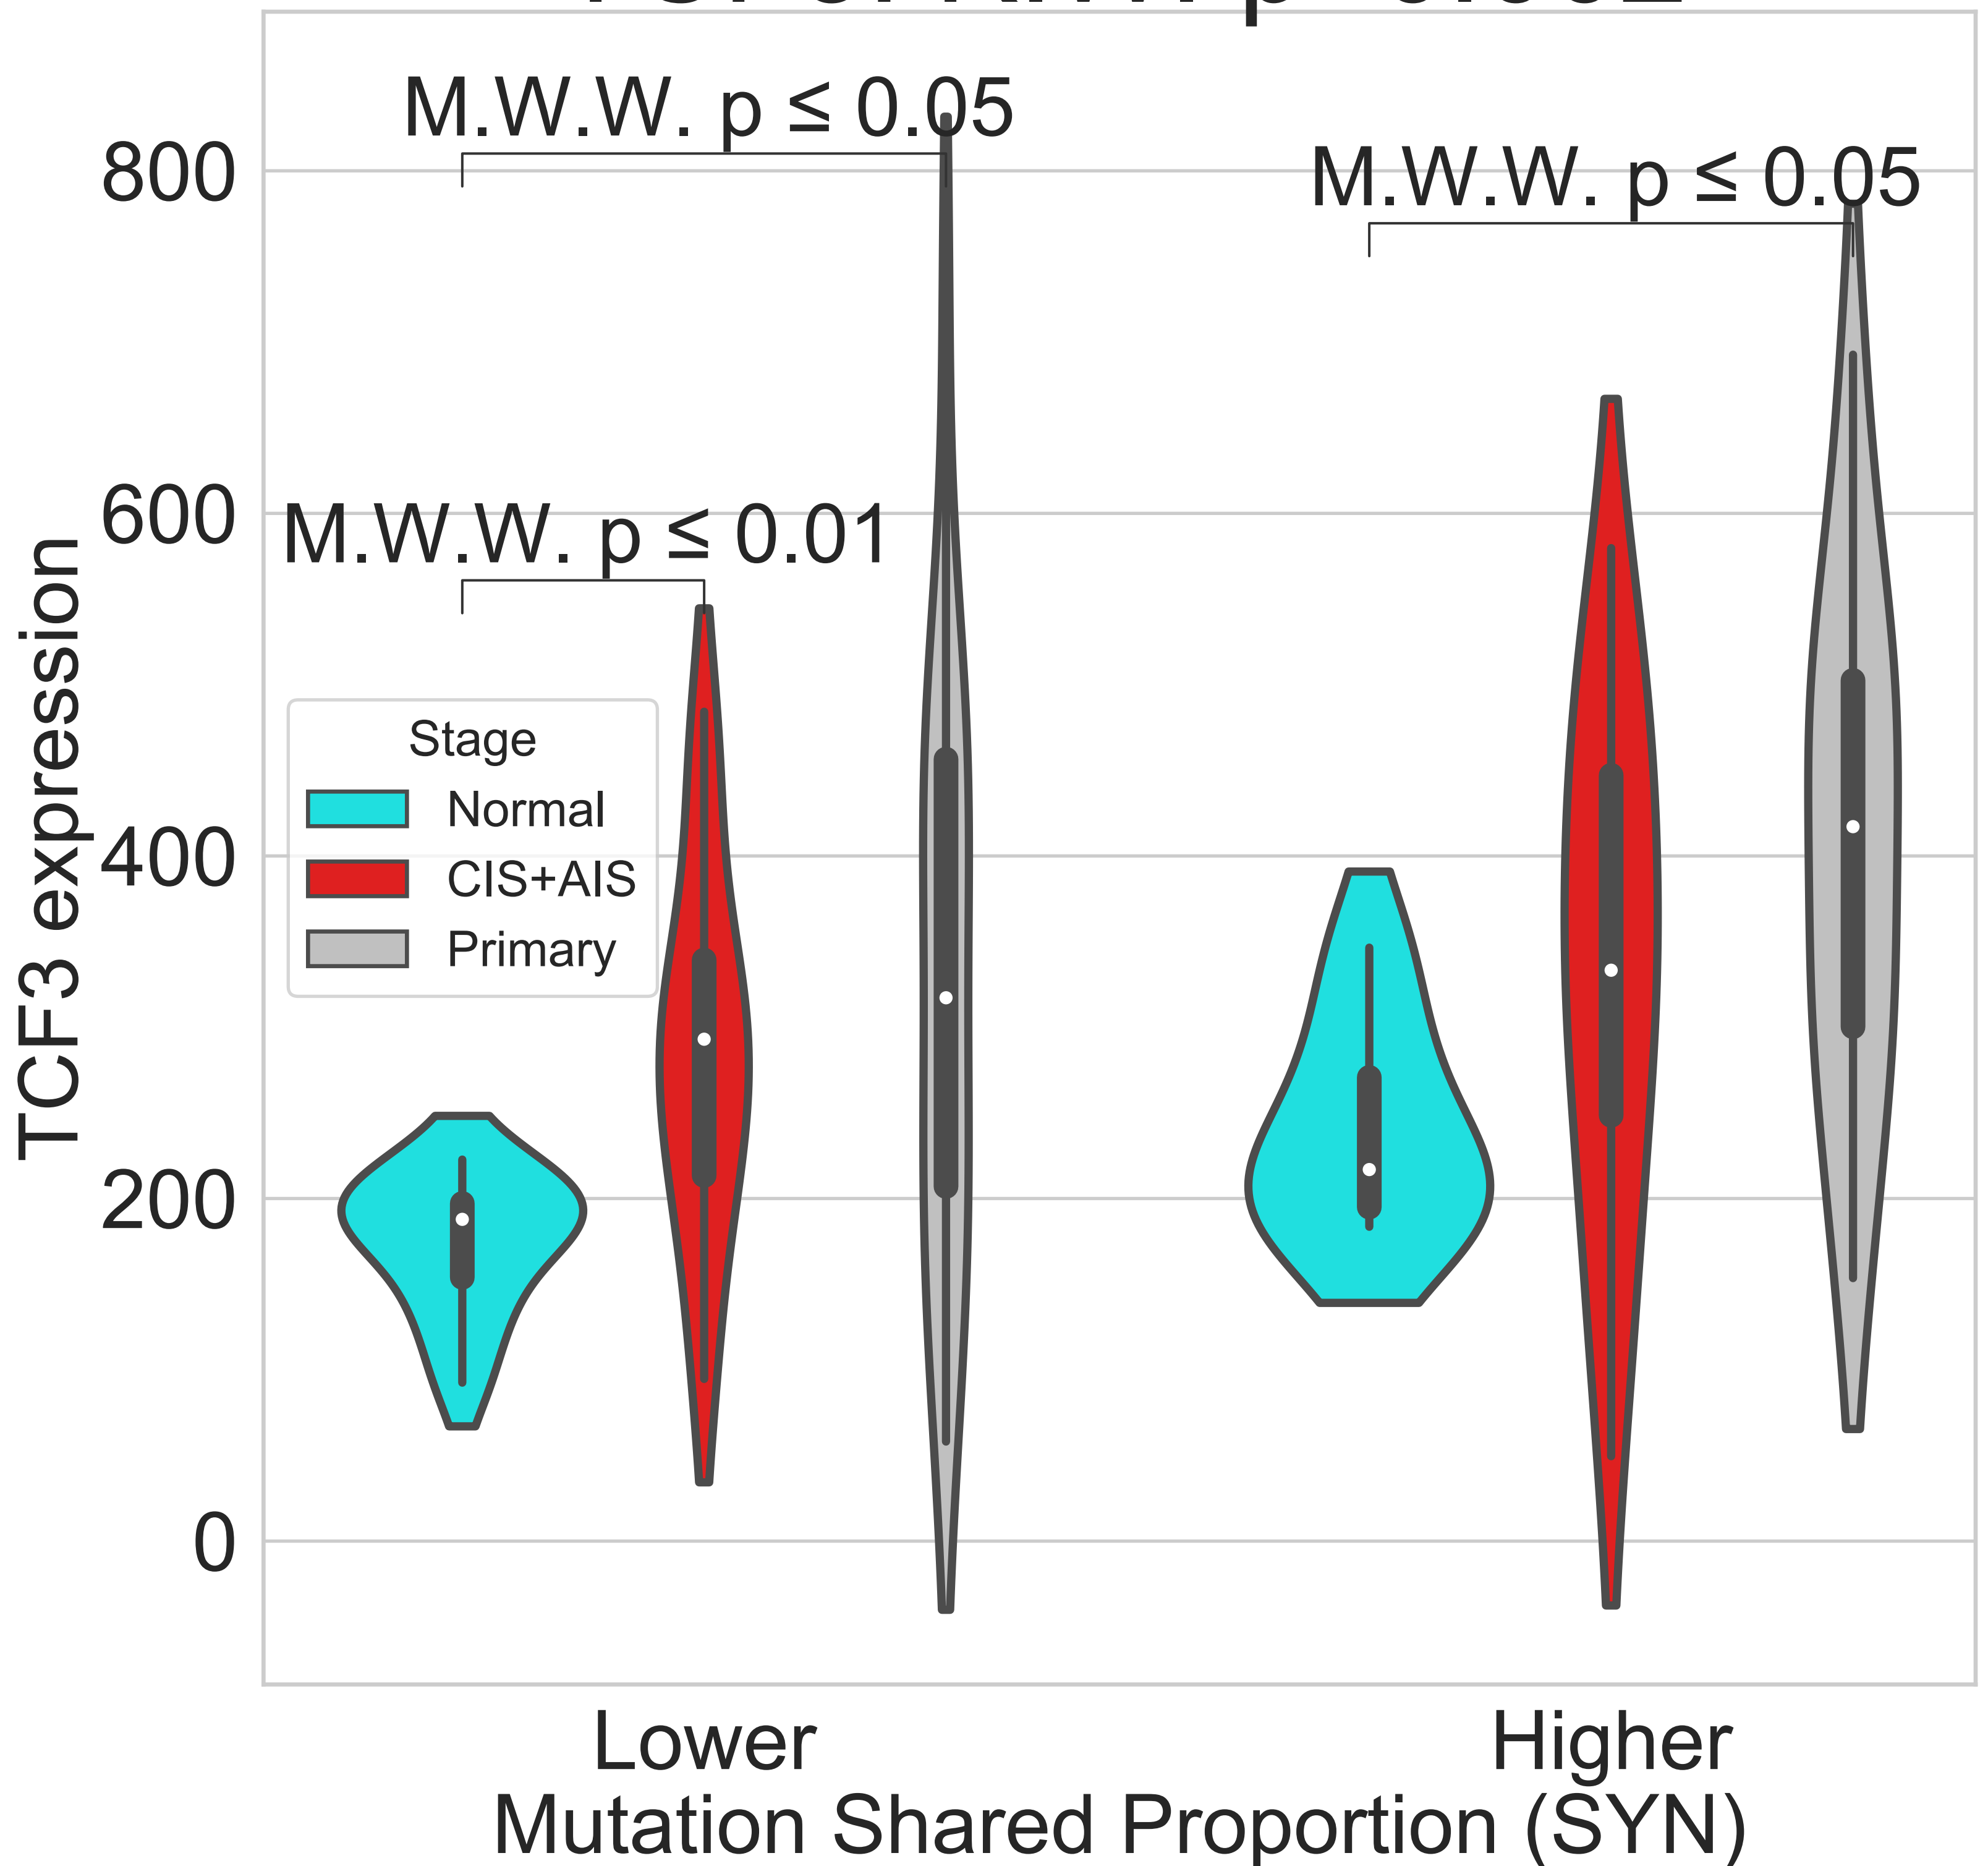 M.W.W. p ≤ 0.05
M.W.W. p ≤ 0.05
M.W.W. p ≤ 0.01
800
600
400
200
0
TCF3 expression
Stage
Normal
CIS+AIS
Primary
Lower
Higher
Mutation Shared Proportion (SYN)